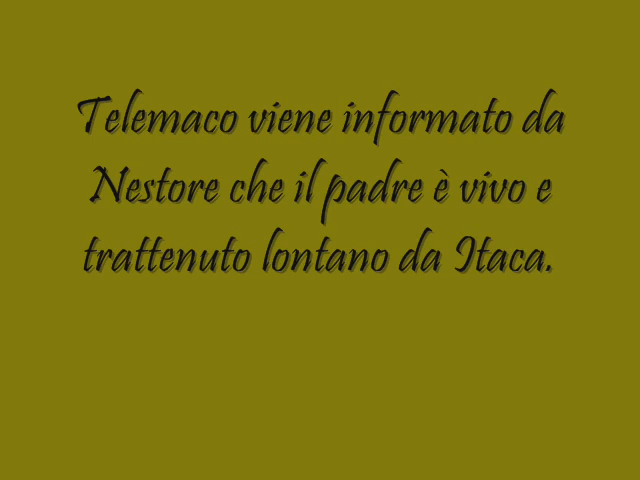 Telemaco viene informato da
Nestore che il padre è vivo e
trattenuto lontano da Itaca.